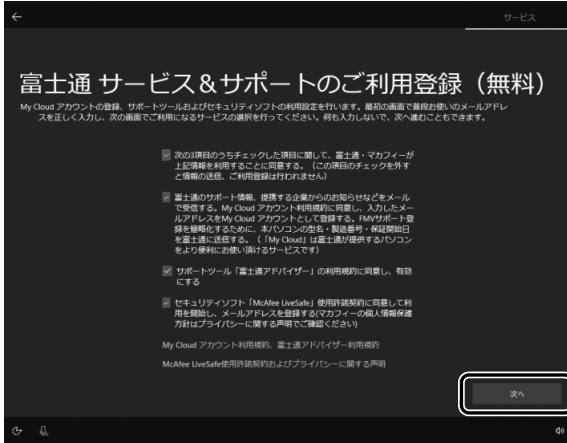 サービス
富士通 サービス＆サポートのご利用登録（無料）
My Cloud アカウントの登録、サポートツールおよびセキュリティソフトの利用設定を行います。最初の画面で普段お使いのメールアドレ
スを正しく入力し、次の画面でご利用になるサービスの選択を行ってください。何も入力しないで、次へ進むこともできます。
次の3項目のうちチェックした項目に関して、富士通・マカフィーが
上記情報を利用することに同意する。（この項目のチェックを外す
と情報の送信、ご利用登録は行われません）
富士通のサポート情報、提携する企業からのお知らせなどをメール
で受信する。My Cloud アカウント利用規約に同意し、入力したメー
ルアドレスをMy Cloud アカウントとして登録する。FMVサポート登
録を簡略化するために、本パソコンの型名・製造番号・保証開始日
を富士通に送信する。（「My Cloud」は富士通が提供するパソコン
をより便利にお使い頂けるサービスです）
サポートツール「富士通アドバイザー」の利用規約に同意し、有効
にする
セキュリティソフト「McAfee LiveSafe」使用許諾契約に同意して利
用を開始し、メールアドレスを登録する(マカフィーの個人情報保護
方針はプライバシーに関する声明でご確認ください)
My Cloud アカウント利用規約、富士通アドバイザー利用規約
McAfee LiveSafe使用許諾契約およびプライバシーに関する声明
次へ